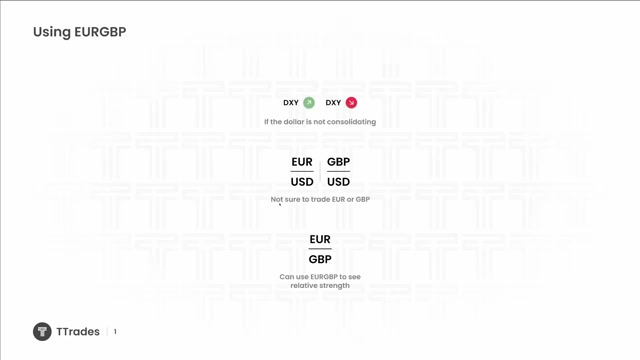 Using EURGBP
DXY DXY
If the dollar is not consolidating
EUR GBP
USD USD
Not sure to trade EUR or GBP
EUR
GBP
Can use EURGBP to see
relative strength
TTrades 1